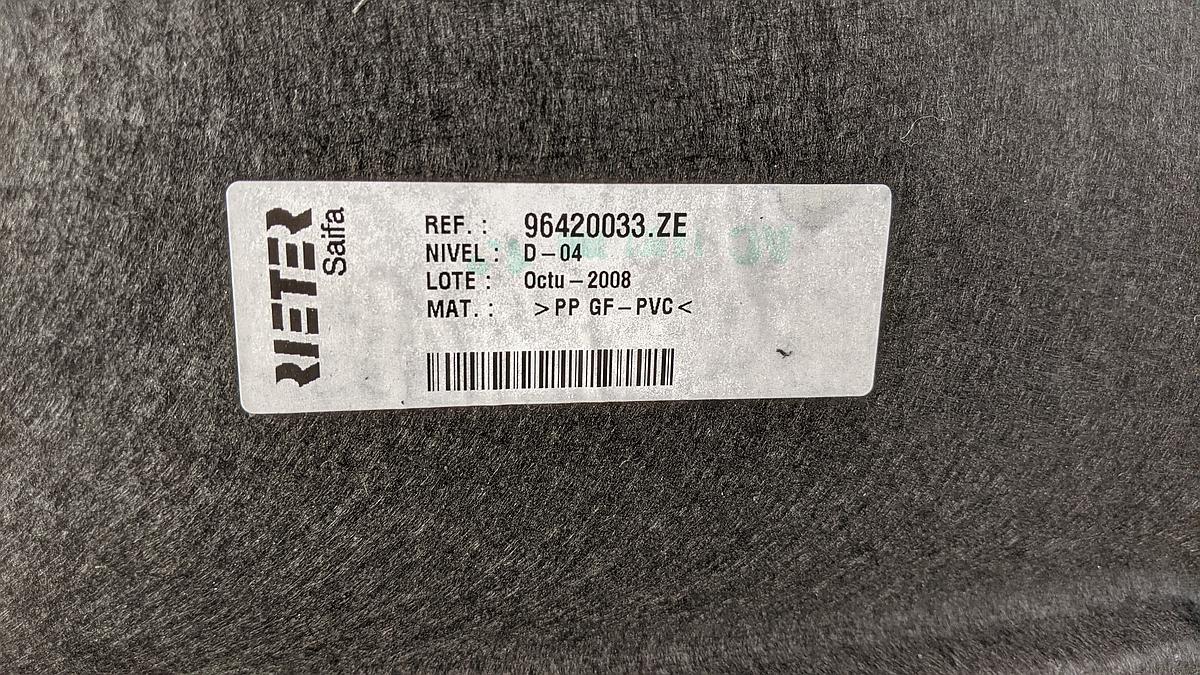 RIETER
Saifa
REF. : 96420033.ZE
NIVEL : D-04
LOTE : Octu-2008
MAT. : >PP GF-PVC<